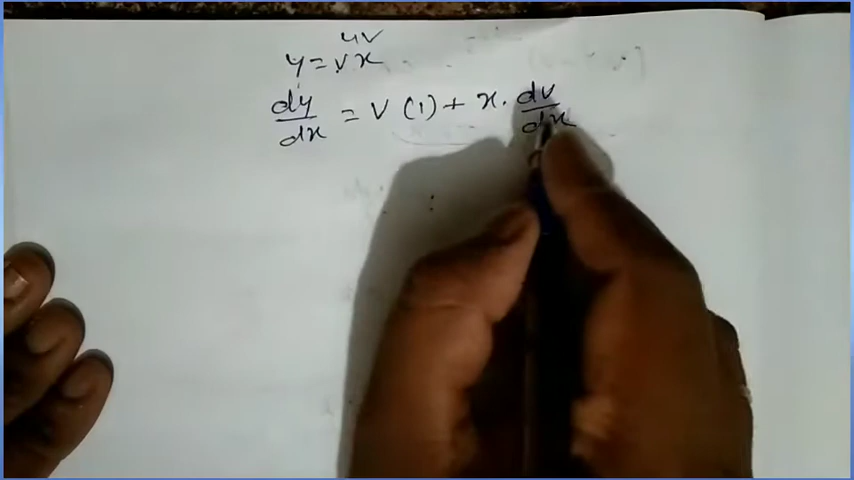 uv
y = vx
dy/dx = v (1) + x. dv/dx